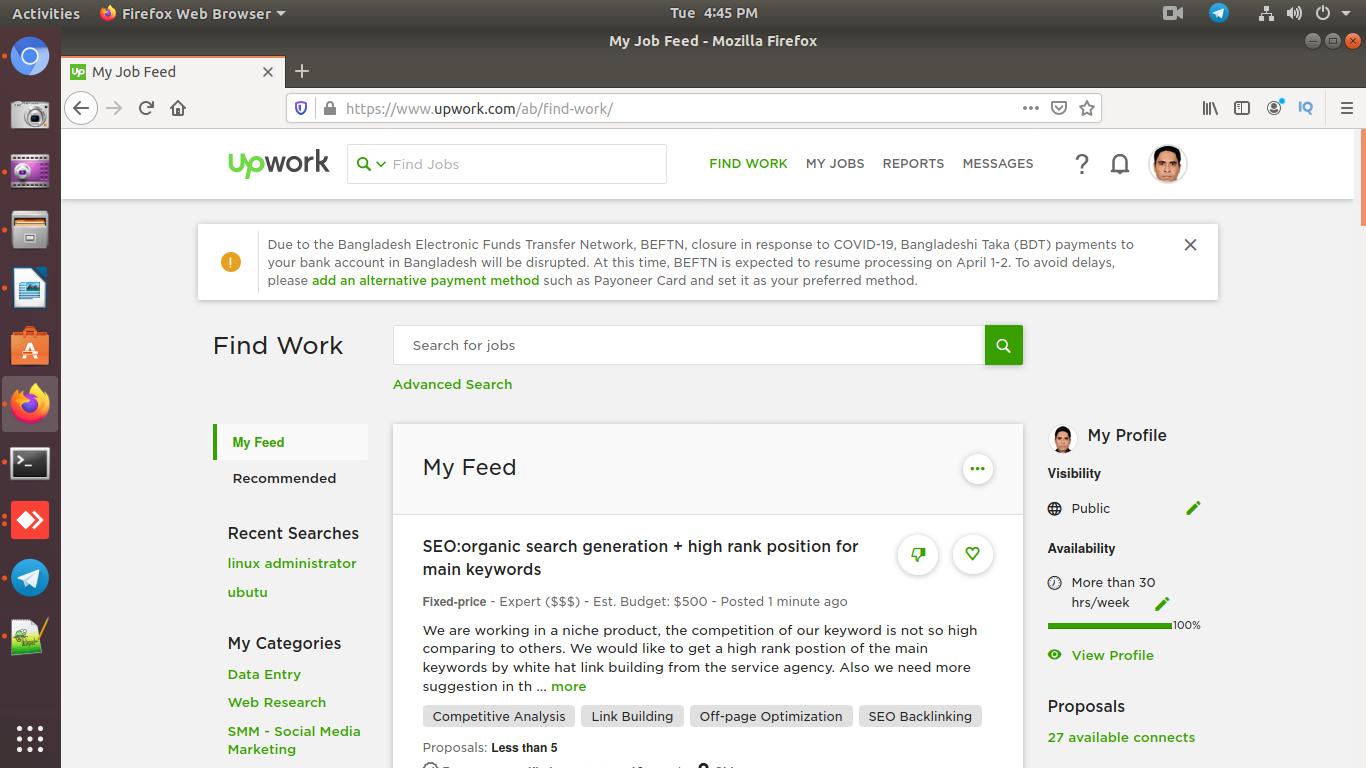 Activities
Firefox Web Browser
Tue 4:45 PM
My Job Feed - Mozilla Firefox
Up My Job Feed
https://www.upwork.com/ab/find-work/
IQ
upwork
Find Jobs
FIND WORK
MY JOBS
REPORTS
MESSAGES
?
Due to the Bangladesh Electronic Funds Transfer Network, BEFTN, closure in response to COVID-19, Bangladeshi Taka (BDT) payments to
your bank account in Bangladesh will be disrupted. At this time, BEFTN is expected to resume processing on April 1-2. To avoid delays,
please add an alternative payment method such as Payoneer Card and set it as your preferred method.
Find Work
Search for jobs
Advanced Search
My Feed
Recommended
Recent Searches
linux administrator
ubutu
My Categories
Data Entry
Web Research
SMM - Social Media
Marketing
My Feed
SEO:organic search generation + high rank position for
main keywords
Fixed-price - Expert ($$$) - Est. Budget: $500 - Posted 1 minute ago
We are working in a niche product, the competition of our keyword is not so high
comparing to others. We would like to get a high rank postion of the main
keywords by white hat link building from the service agency. Also we need more
suggestion in th ... more
Competitive Analysis
Link Building
Off-page Optimization
SEO Backlinking
Proposals: Less than 5
My Profile
Visibility
Public
Availability
More than 30
hrs/week
100%
View Profile
Proposals
27 available connects